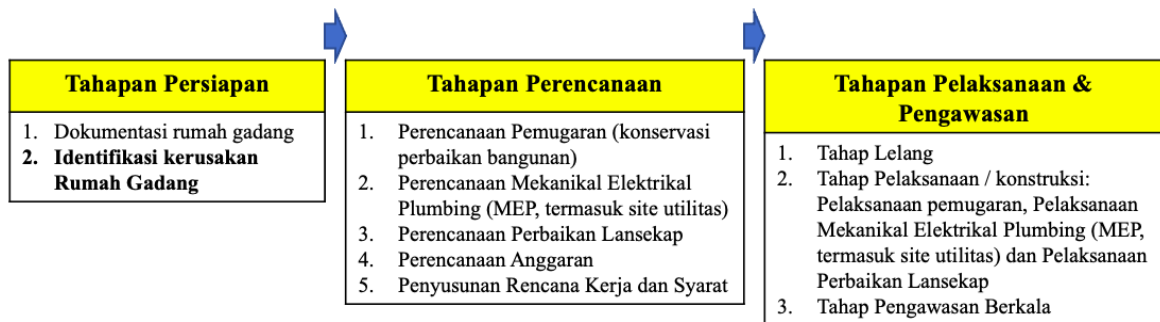 Tahapan Persiapan
1. Dokumentasi rumah gadang
2. Identifikasi kerusakan
Rumah Gadang
Tahapan Perencanaan
1. Perencanaan Pemugaran (konservasi
perbaikan bangunan)
2. Perencanaan Mekanikal Elektrikal
Plumbing (MEP, termasuk site utilitas)
3. Perencanaan Perbaikan Lansekap
4. Perencanaan Anggaran
5. Penyusunan Rencana Kerja dan Syarat
Tahapan Pelaksanaan &
Pengawasan
1. Tahap Lelang
2. Tahap Pelaksanaan / konstruksi:
Pelaksanaan pemugaran, Pelaksanaan
Mekanikal Elektrikal Plumbing (MEP,
termasuk site utilitas) dan Pelaksanaan
Perbaikan Lansekap
3. Tahap Pengawasan Berkala